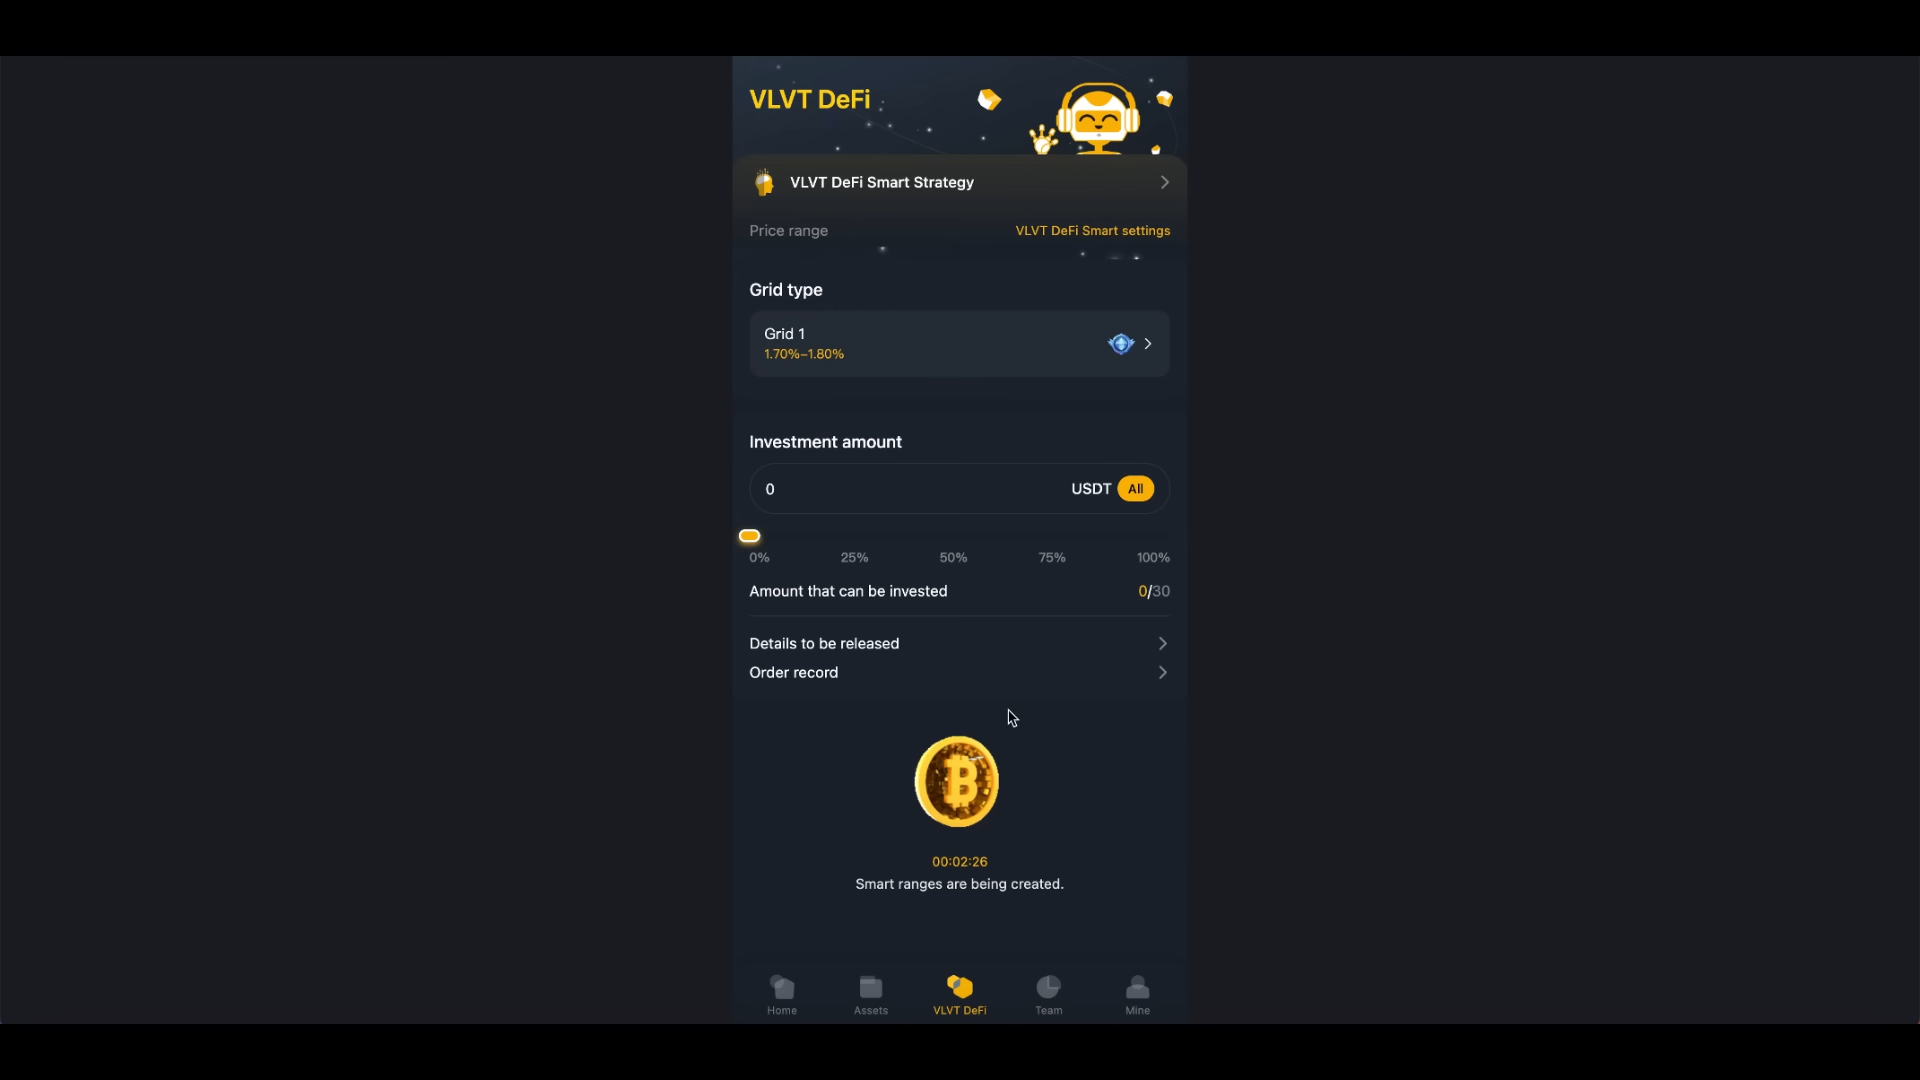 VLVT DeFi
VLVT DeFi Smart Strategy
Price range VLVT DeFi Smart settings
Grid type
Grid 1
1.70%–1.80%
Investment amount
0 USDT All
0% 25% 50% 75% 100%
Amount that can be invested 0/30
Details to be released
Order record
00:02:26
Smart ranges are being created.
Home Assets VLVT DeFi Team Mine